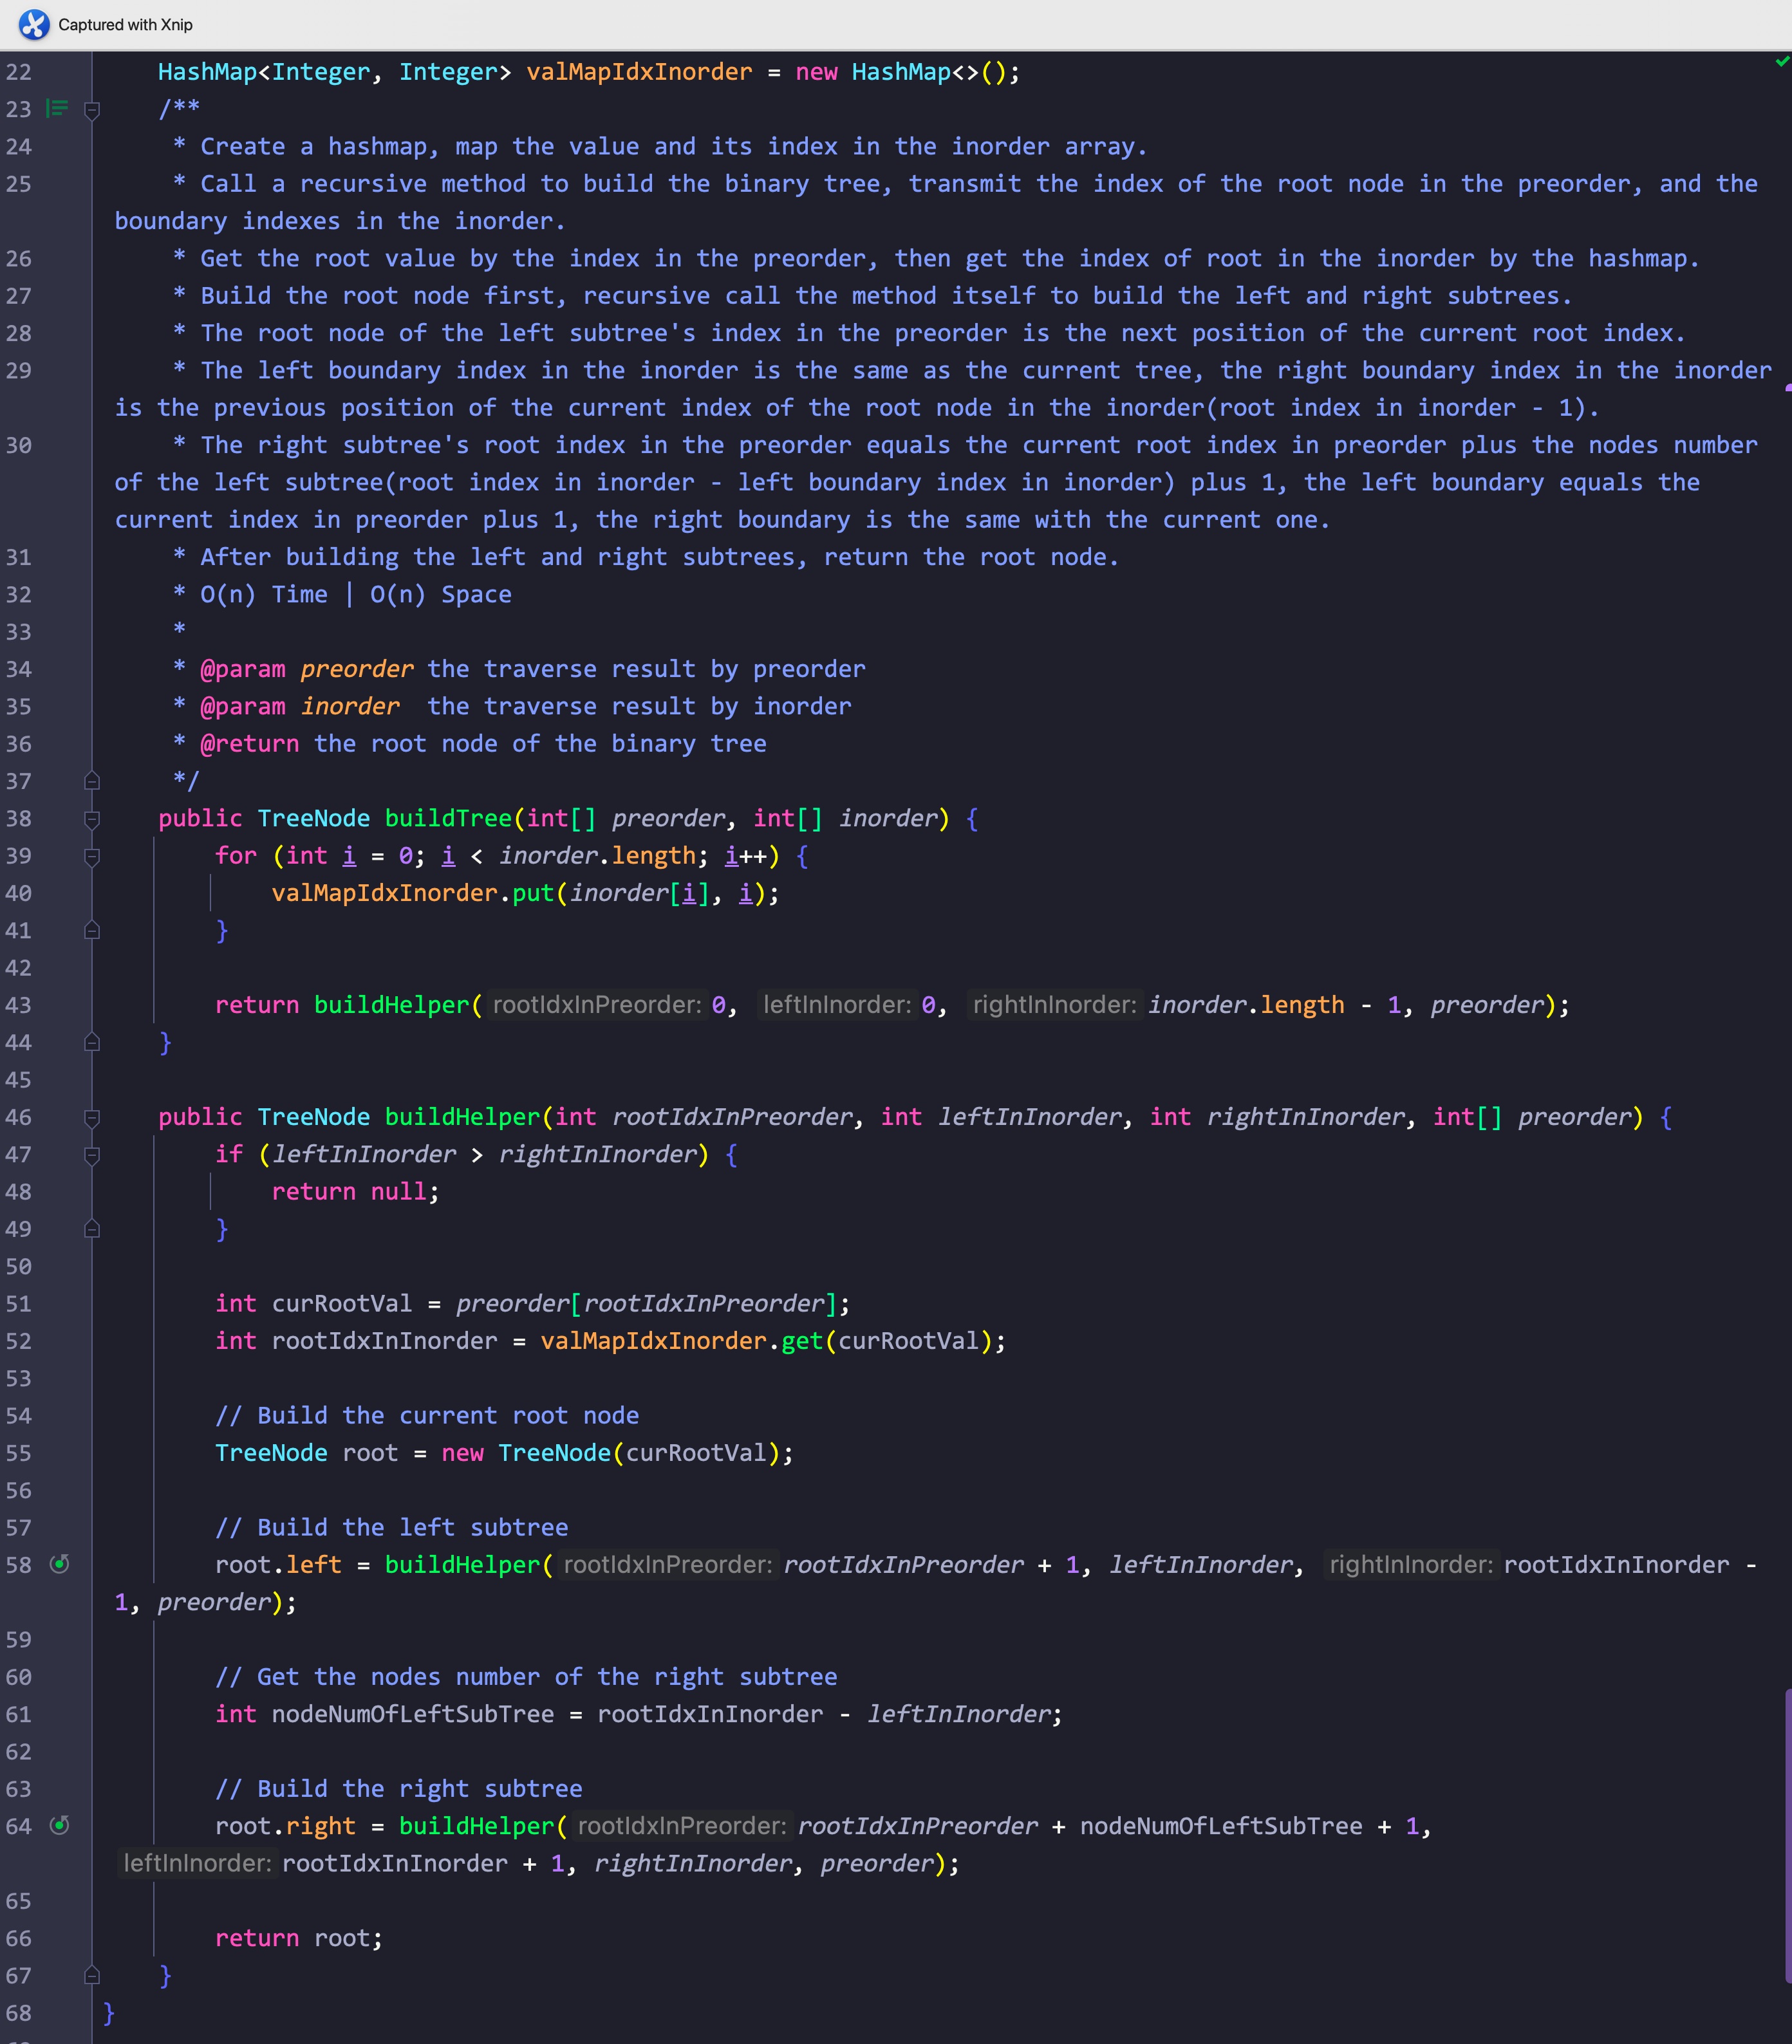 Captured with Xnip
22 HashMap<Integer, Integer> valMapIdxInorder = new HashMap<>();
23 /**
24 * Create a hashmap, map the value and its index in the inorder array.
25 * Call a recursive method to build the binary tree, transmit the index of the root node in the preorder, and the
boundary indexes in the inorder.
26 * Get the root value by the index in the preorder, then get the index of root in the inorder by the hashmap.
27 * Build the root node first, recursive call the method itself to build the left and right subtrees.
28 * The root node of the left subtree's index in the preorder is the next position of the current root index.
29 * The left boundary index in the inorder is the same as the current tree, the right boundary index in the inorder
is the previous position of the current index of the root node in the inorder(root index in inorder - 1).
30 * The right subtree's root index in the preorder equals the current root index in preorder plus the nodes number
of the left subtree(root index in inorder - left boundary index in inorder) plus 1, the left boundary equals the
current index in preorder plus 1, the right boundary is the same with the current one.
31 * After building the left and right subtrees, return the root node.
32 * O(n) Time | O(n) Space
33 *
34 * @param preorder the traverse result by preorder
35 * @param inorder  the traverse result by inorder
36 * @return the root node of the binary tree
37 */
38 public TreeNode buildTree(int[] preorder, int[] inorder) {
39 for (int i = 0; i < inorder.length; i++) {
40 valMapIdxInorder.put(inorder[i], i);
41 }
42
43 return buildHelper( rootIdxInPreorder: 0, leftInInorder: 0, rightInInorder: inorder.length - 1, preorder);
44 }
45
46 public TreeNode buildHelper(int rootIdxInPreorder, int leftInInorder, int rightInInorder, int[] preorder) {
47 if (leftInInorder > rightInInorder) {
48 return null;
49 }
50
51 int curRootVal = preorder[rootIdxInPreorder];
52 int rootIdxInInorder = valMapIdxInorder.get(curRootVal);
53
54 // Build the current root node
55 TreeNode root = new TreeNode(curRootVal);
56
57 // Build the left subtree
58 root.left = buildHelper( rootIdxInPreorder: rootIdxInPreorder + 1, leftInInorder, rightInInorder: rootIdxInInorder -
1, preorder);
59
60 // Get the nodes number of the right subtree
61 int nodeNumOfLeftSubTree = rootIdxInInorder - leftInInorder;
62
63 // Build the right subtree
64 root.right = buildHelper( rootIdxInPreorder: rootIdxInPreorder + nodeNumOfLeftSubTree + 1,
leftInInorder: rootIdxInInorder + 1, rightInInorder, preorder);
65
66 return root;
67 }
68 }